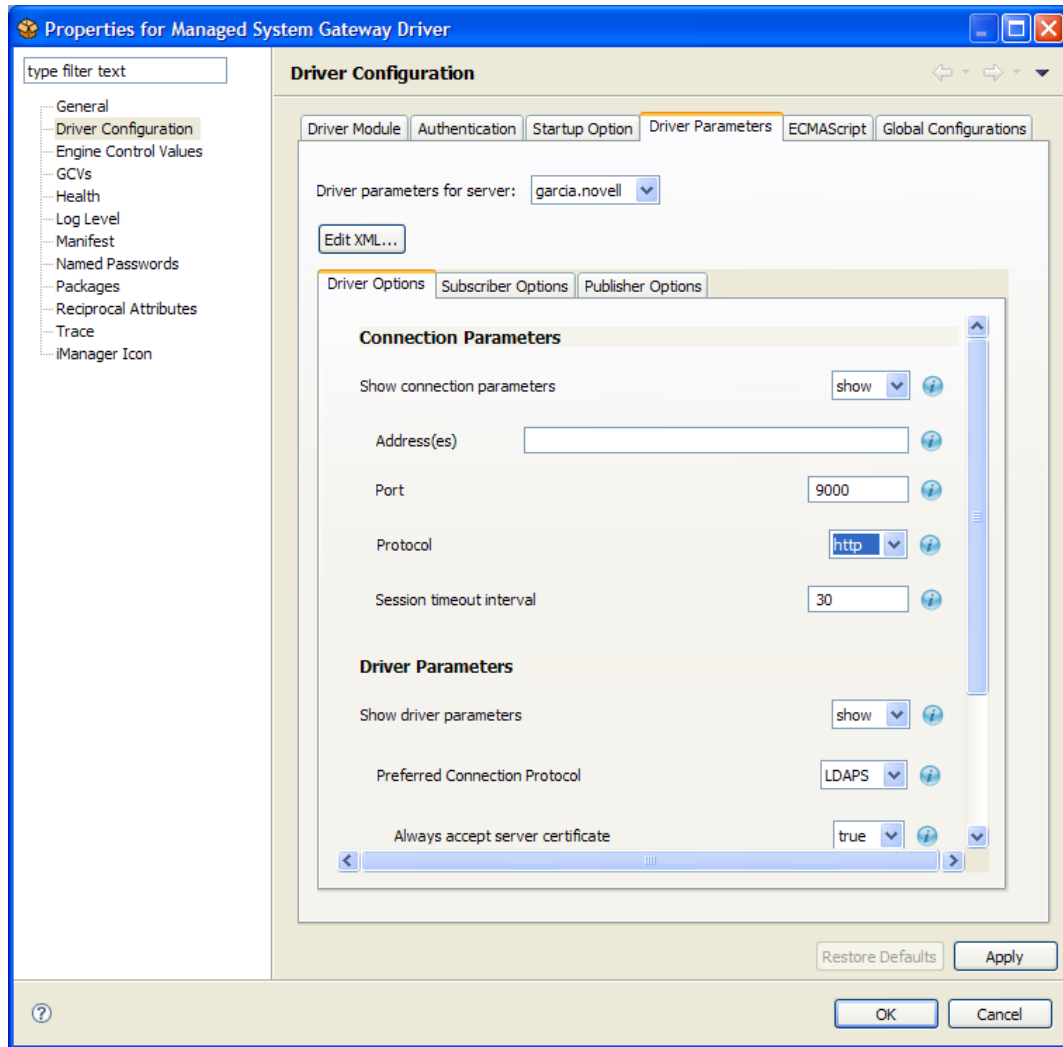 Properties for Managed System Gateway Driver
type filter text
General
Driver Configuration
Engine Control Values
GCVs
Health
Log Level
Manifest
Named Passwords
Packages
Reciprocal Attributes
Trace
iManager Icon
Driver Configuration
Driver Module Authentication Startup Option Driver Parameters ECMAScript Global Configurations
Driver parameters for server: garcia.novell
Edit XML...
Driver Options Subscriber Options Publisher Options
Connection Parameters
Show connection parameters show
Address(es)
Port 9000
Protocol http
Session timeout interval 30
Driver Parameters
Show driver parameters show
Preferred Connection Protocol LDAPS
Always accept server certificate true
Restore Defaults Apply
OK Cancel